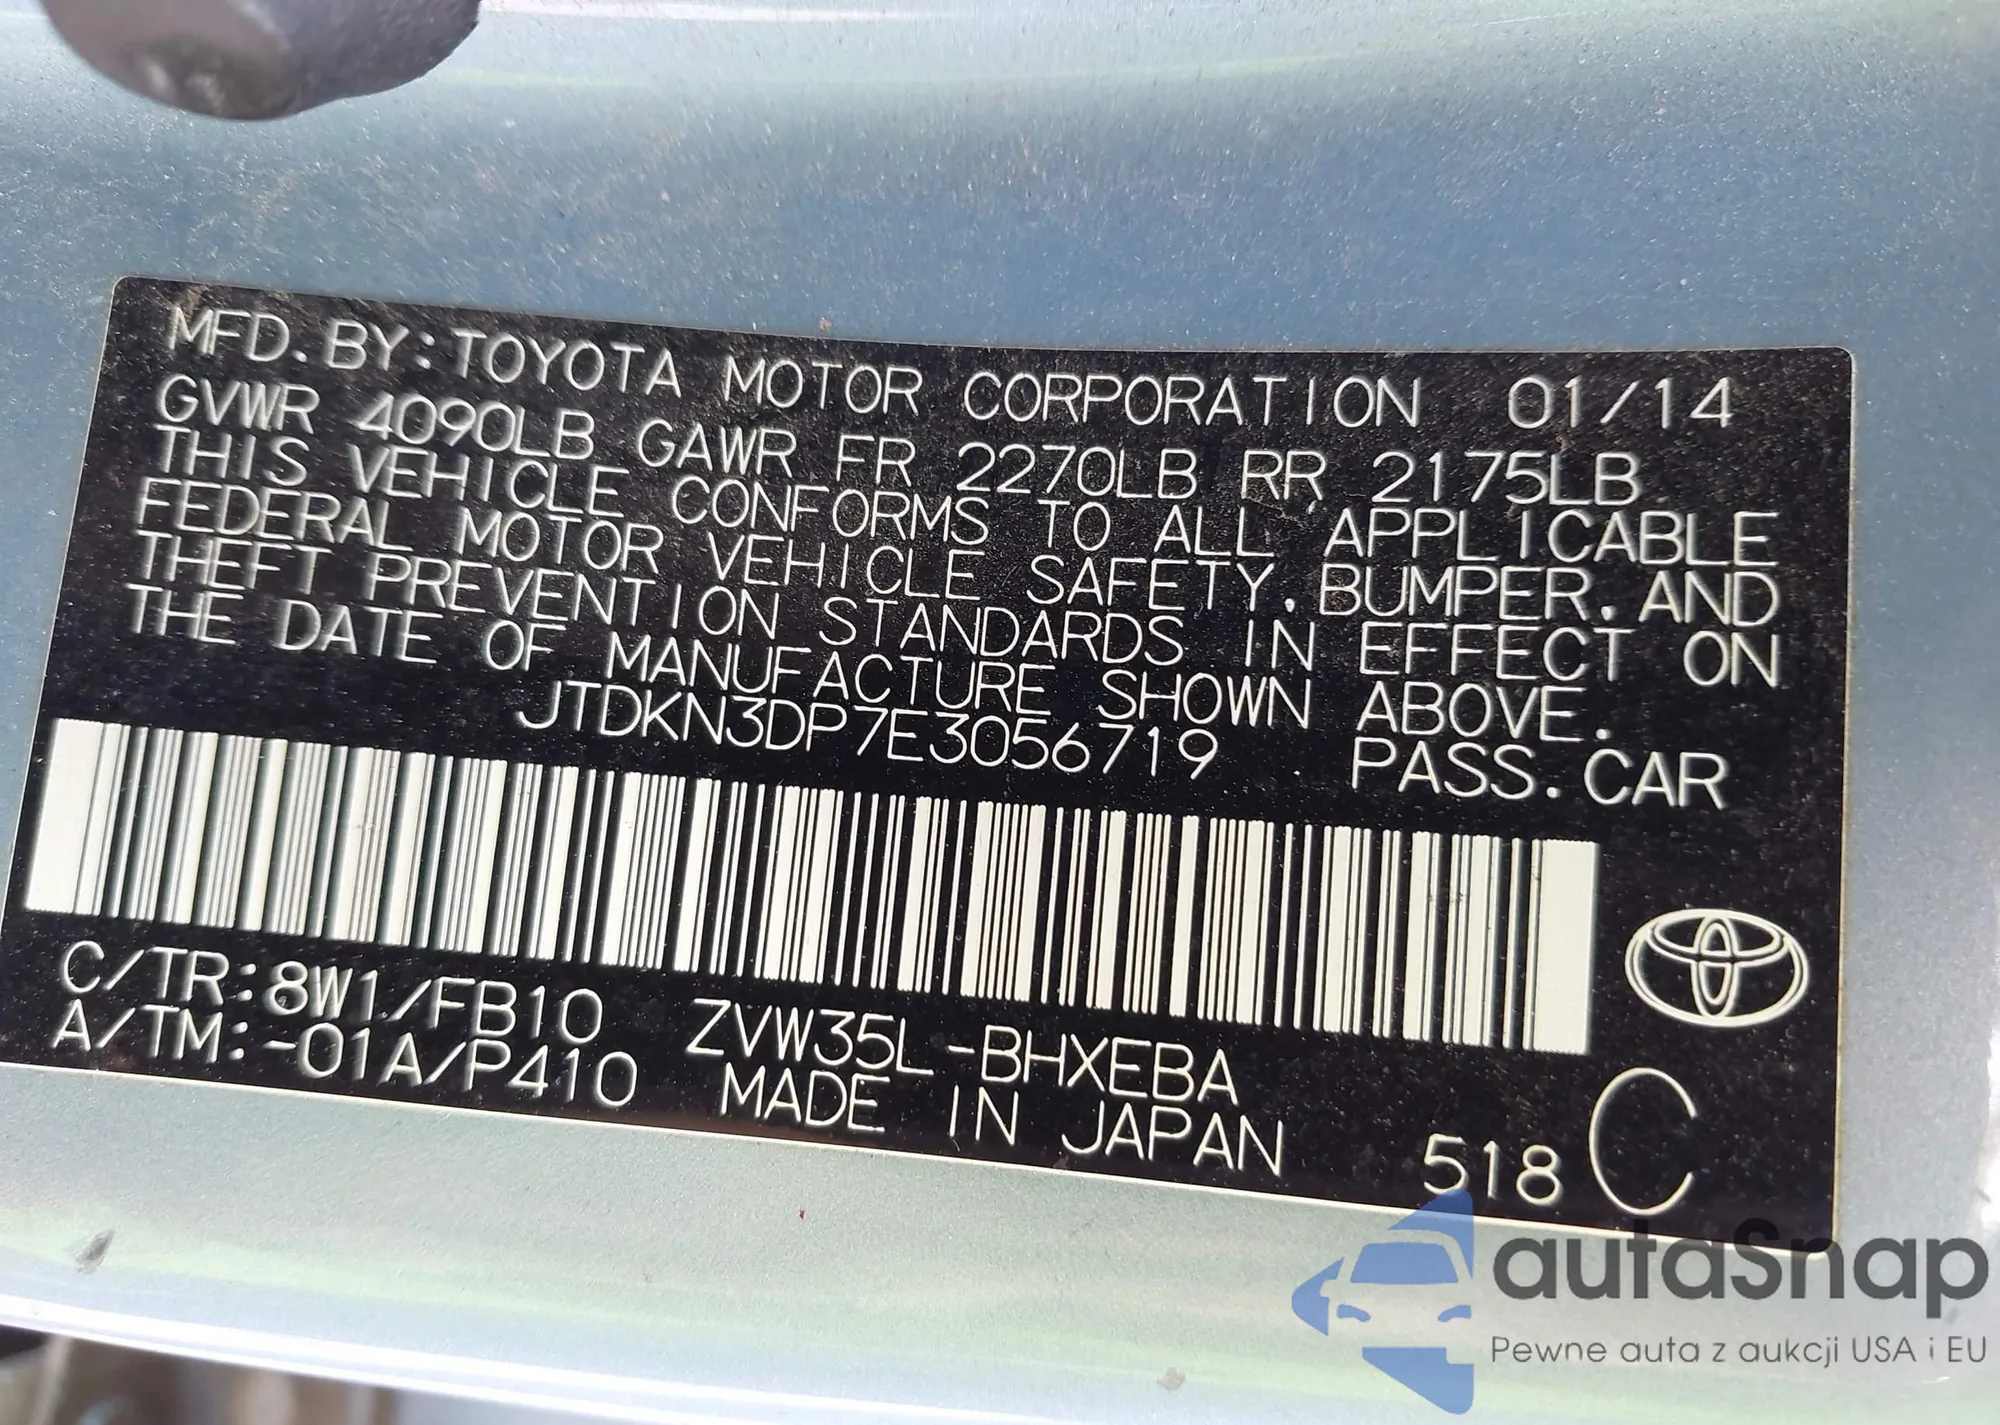 MFD. BY: TOYOTA MOTOR CORPORATION 01/14
GVWR 4090LB GAWR FR 2270LB RR 2175LB
THIS VEHICLE CONFORMS TO ALL APPLICABLE
FEDERAL MOTOR VEHICLE SAFETY. BUMPER. AND
THEFT PREVENTION STANDARDS IN EFFECT ON
THE DATE OF MANUFACTURE SHOWN ABOVE.
JTDKN3DP7E3056719 PASS. CAR
C/TR: 8W1/FB10 ZVW35L-BHXEBA
A/TM: -01A/P410 MADE IN JAPAN 518 C
autaSnap
Pewne auta z aukcji USA i EU